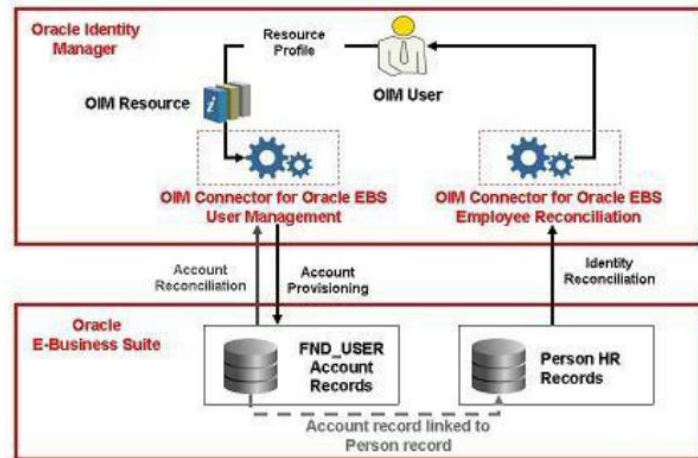 Oracle Identity
Manager
Resource
Profile
OIM User
OIM Resource
i
OIM Connector for Oracle EBS
User Management
OIM Connector for Oracle EBS
Employee Reconciliation
Account
Reconciliation
Account
Provisioning
Identity
Reconciliation
Oracle
E-Business Suite
FND_USER
Account
Records
Person HR
Records
Account record linked to
Person record